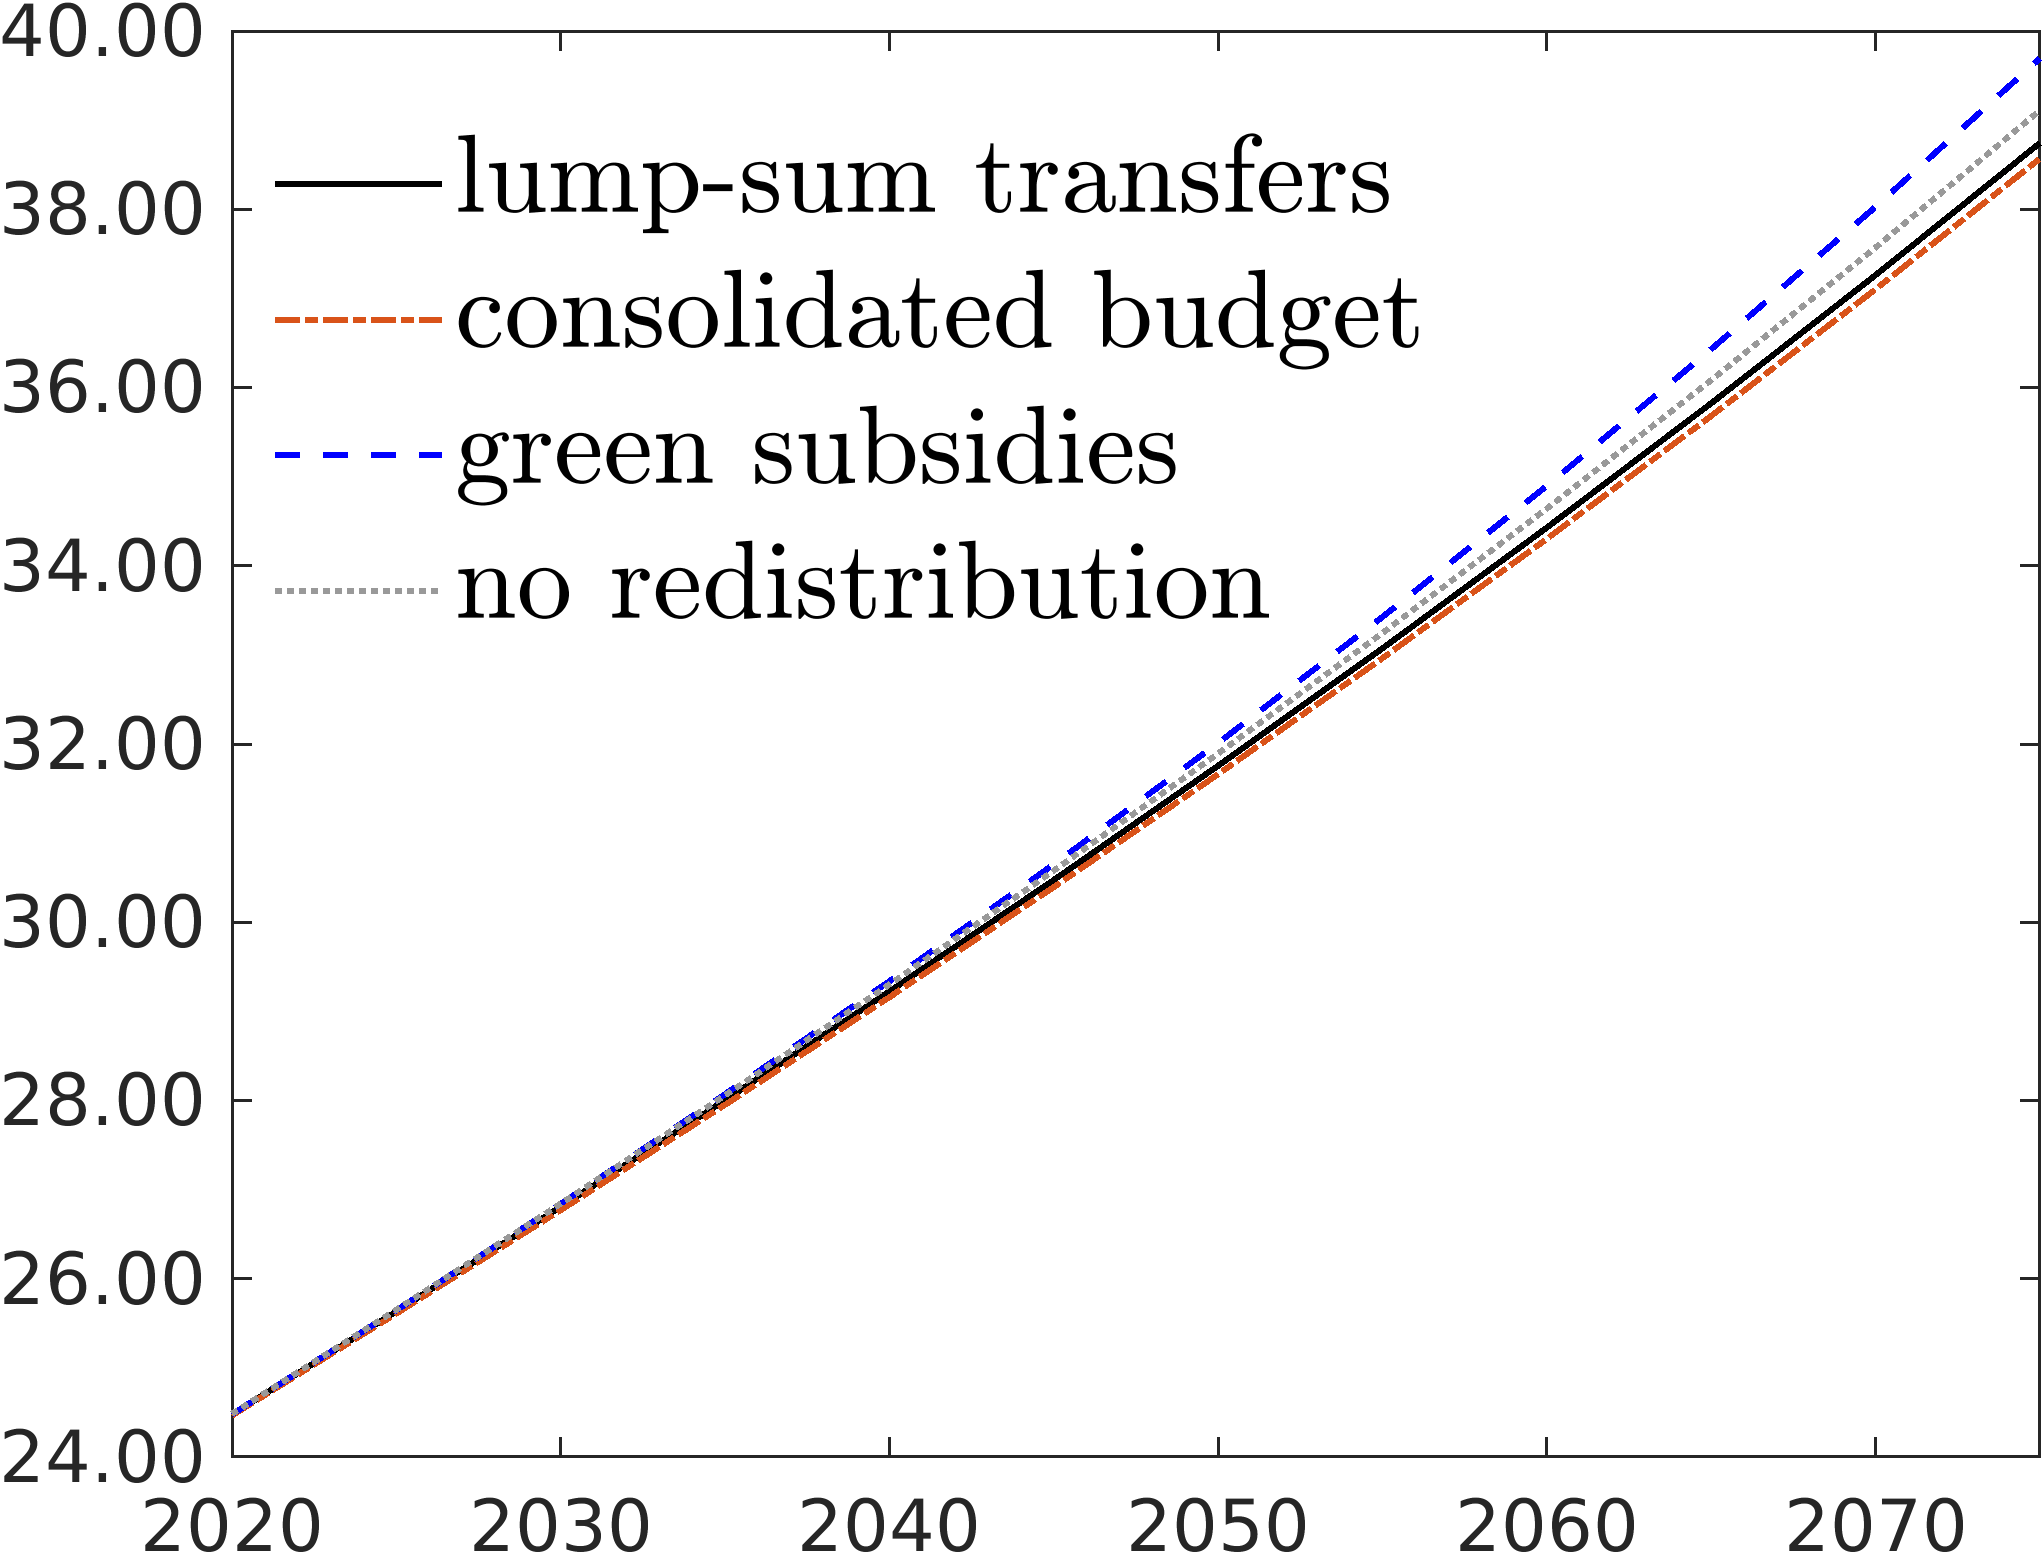 40.00
lump-sum transfers
38.00
consolidated budget
36.00
green subsidies
34.00
no redistribution
32.00
30.00
28.00
26.00
24.00
2020 2030 2040 2050 2060 2070